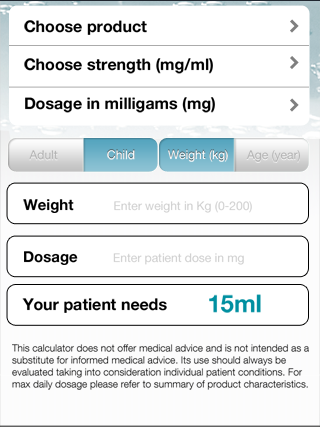 Choose product
Choose strength (mg/ml)
Dosage in milligams (mg)
Adult Child Weight (kg) Age (year)
Weight Enter weight in Kg (0-200)
Dosage Enter patient dose in mg
Your patient needs 15ml
This calculator does not offer medical advice and is not intended as a
substitute for informed medical advice. Its use should always be
evaluated taking into consideration individual patient conditions. For
max daily dosage please refer to summary of product characteristics.